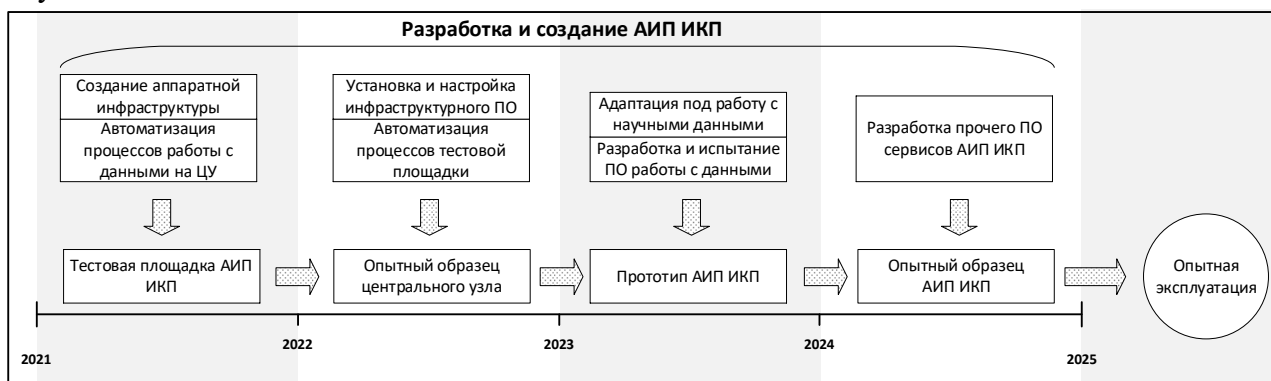 Разработка и создание АИП ИКП
Создание аппаратной
инфраструктуры
Автоматизация
процессов работы с
данными на ЦУ
Установка и настройка
инфраструктурного ПО
Автоматизация
процессов тестовой
площадки
Адаптация под работу с
научными данными
Разработка и испытание
ПО работы с данными
Разработка прочего ПО
сервисов АИП ИКП
Тестовая площадка АИП
ИКП
Опытный образец
центрального узла
Прототип АИП ИКП
Опытный образец
АИП ИКП
Опытная
эксплуатация
2021
2022
2023
2024
2025